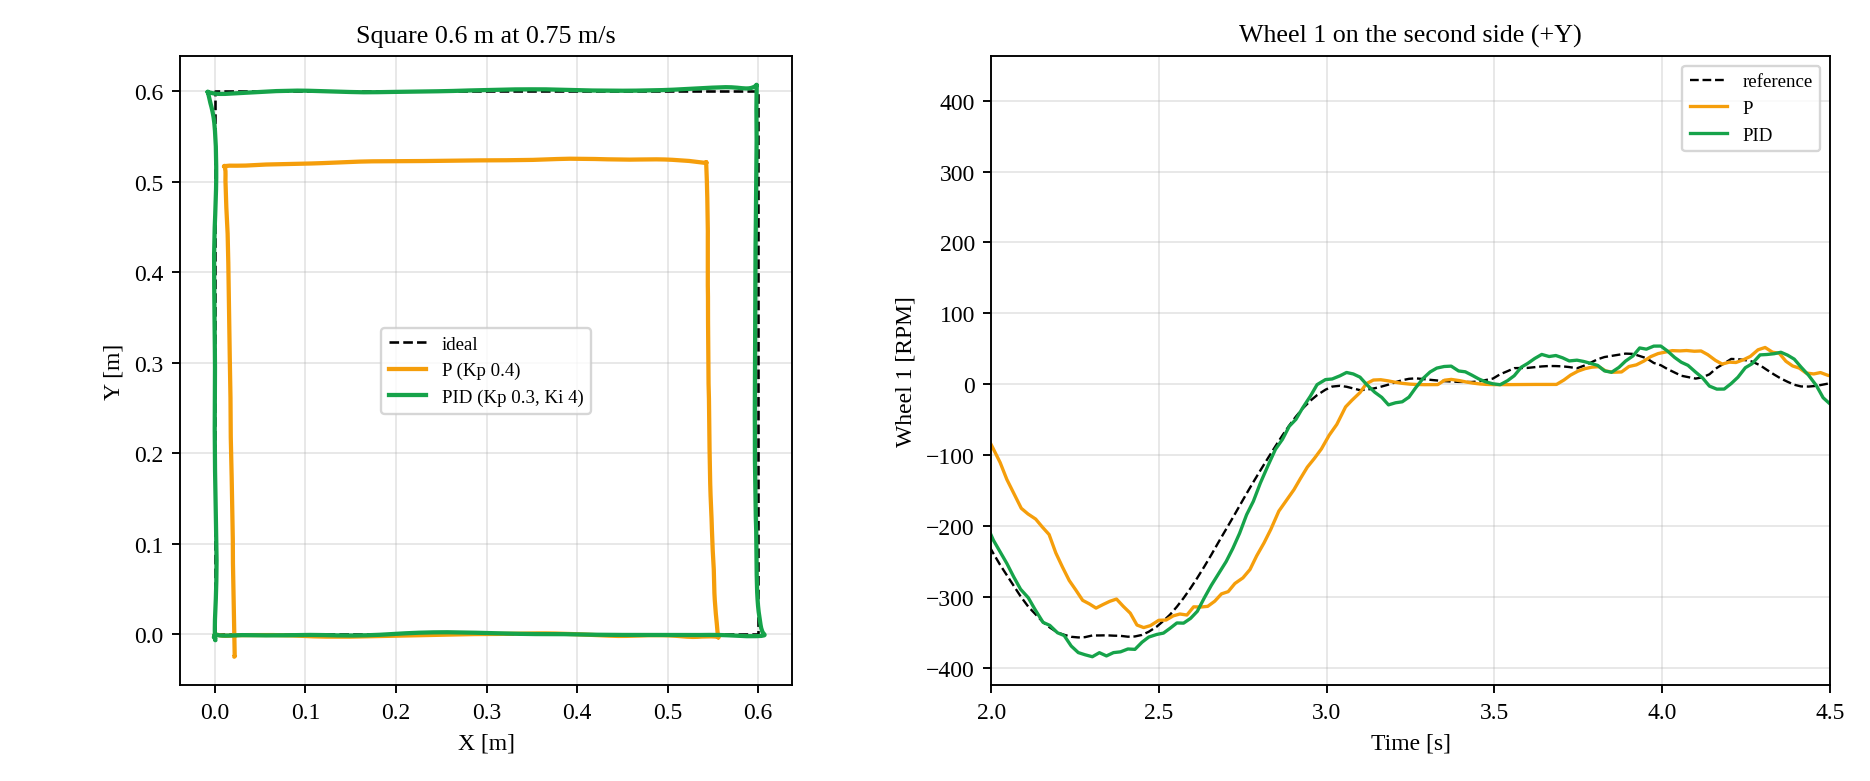 Square 0.6 m at 0.75 m/s
Y [m]
0.6
0.5
0.4
0.3
0.2
0.1
0.0
ideal
P (Kp 0.4)
PID (Kp 0.3, Ki 4)
0.0 0.1 0.2 0.3 0.4 0.5 0.6
X [m]
Wheel 1 on the second side (+Y)
Wheel 1 [RPM]
400
300
200
100
0
−100
−200
−300
−400
reference
P
PID
2.0 2.5 3.0 3.5 4.0 4.5
Time [s]